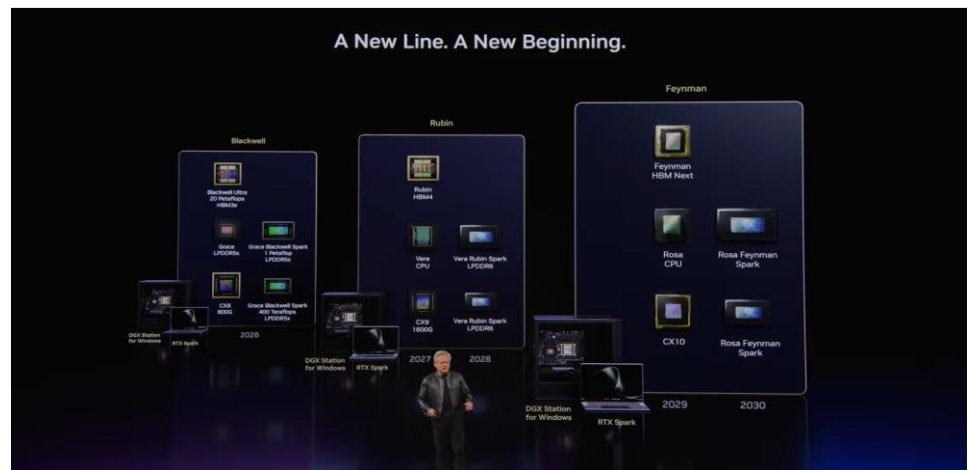 A New Line. A New Beginning.
Blackwell
Blackwell Ultra
20 Petaflops
HBM3e
Grace
LPDDR5x
Grace Blackwell Spark
1 Petaflop
LPDDR5x
CX9
800G
Grace Blackwell Spark
400 Teraflops
LPDDR5x
DGX Station
for Windows
RTX Spark
2026
Rubin
Rubin
HBM4
Vera
CPU
Vera Rubin Spark
LPDDR6
CX9
1600G
Vera Rubin Spark
LPDDR6
DGX Station
for Windows
RTX Spark
2027
2028
Feynman
Feynman
HBM Next
Rosa
CPU
Rosa Feynman
Spark
CX10
Rosa Feynman
Spark
DGX Station
for Windows
RTX Spark
2029
2030